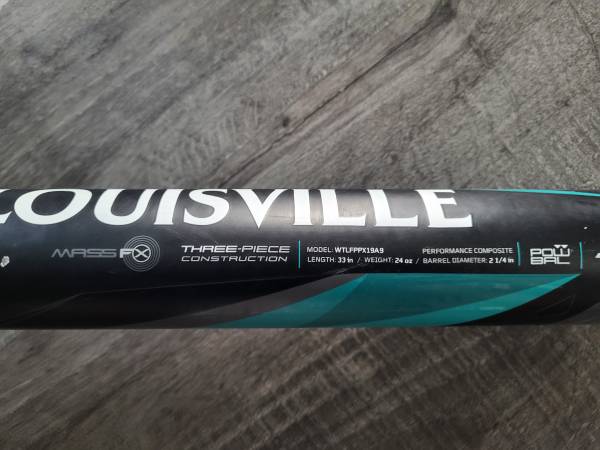 LOUISVILLE
MASS FX
THREE-PIECE
CONSTRUCTION
MODEL: WTLFPPX19A9
LENGTH: 33 in / WEIGHT: 24 oz /
PERFORMANCE COMPOSITE
BARREL DIAMETER: 2 1/4 in
POW
BAL